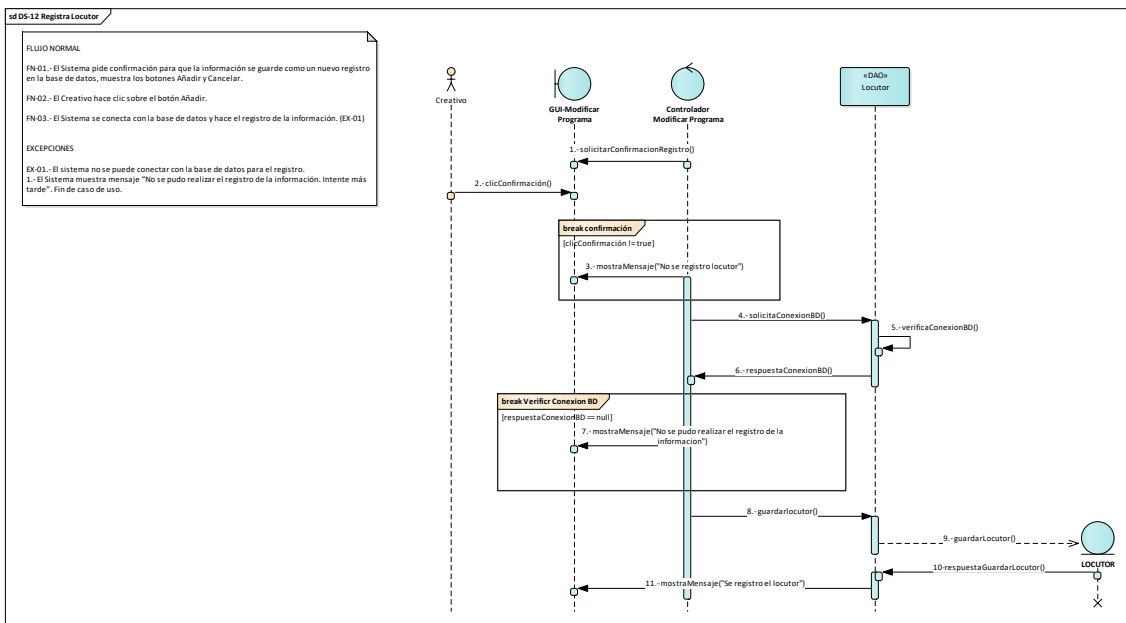 sd DS-12 Registra Locutor
FLUJO NORMAL
FN-01.- El Sistema pide confirmación para que la información se guarde como un nuevo registro
en la base de datos, muestra los botones Añadir y Cancelar.
FN-02.- El Creativo hace clic sobre el botón Añadir.
FN-03.- El Sistema se conecta con la base de datos y hace el registro de la información. (EX-01)
EXCEPCIONES
EX-01.- El sistema no se puede conectar con la base de datos para el registro.
1.- El Sistema muestra mensaje "No se pudo realizar el registro de la información. Intente más
tarde". Fin de caso de uso.
Creativo
GUI-Modificar
Programa
Controlador
Modificar Programa
«DAO»
Locutor
1.-solicitarConfirmacionRegistro()
2.-clicConfirmación()
break confirmación
[clicConfirmación != true]
3.-mostraMensaje("No se registro locutor")
4.-solicitaConexionBD()
5.-verificaConexionBD()
6.-respuestaConexionBD()
break Verificr Conexion BD
[respuestaConexionBD == null]
7.-mostraMensaje("No se pudo realizar el registro de la
informacion")
8.-guardarlocutor()
9.-guardarLocutor()
LOCUTOR
10-respuestaGuardarLocutor()
11.-mostraMensaje("Se registro el locutor")